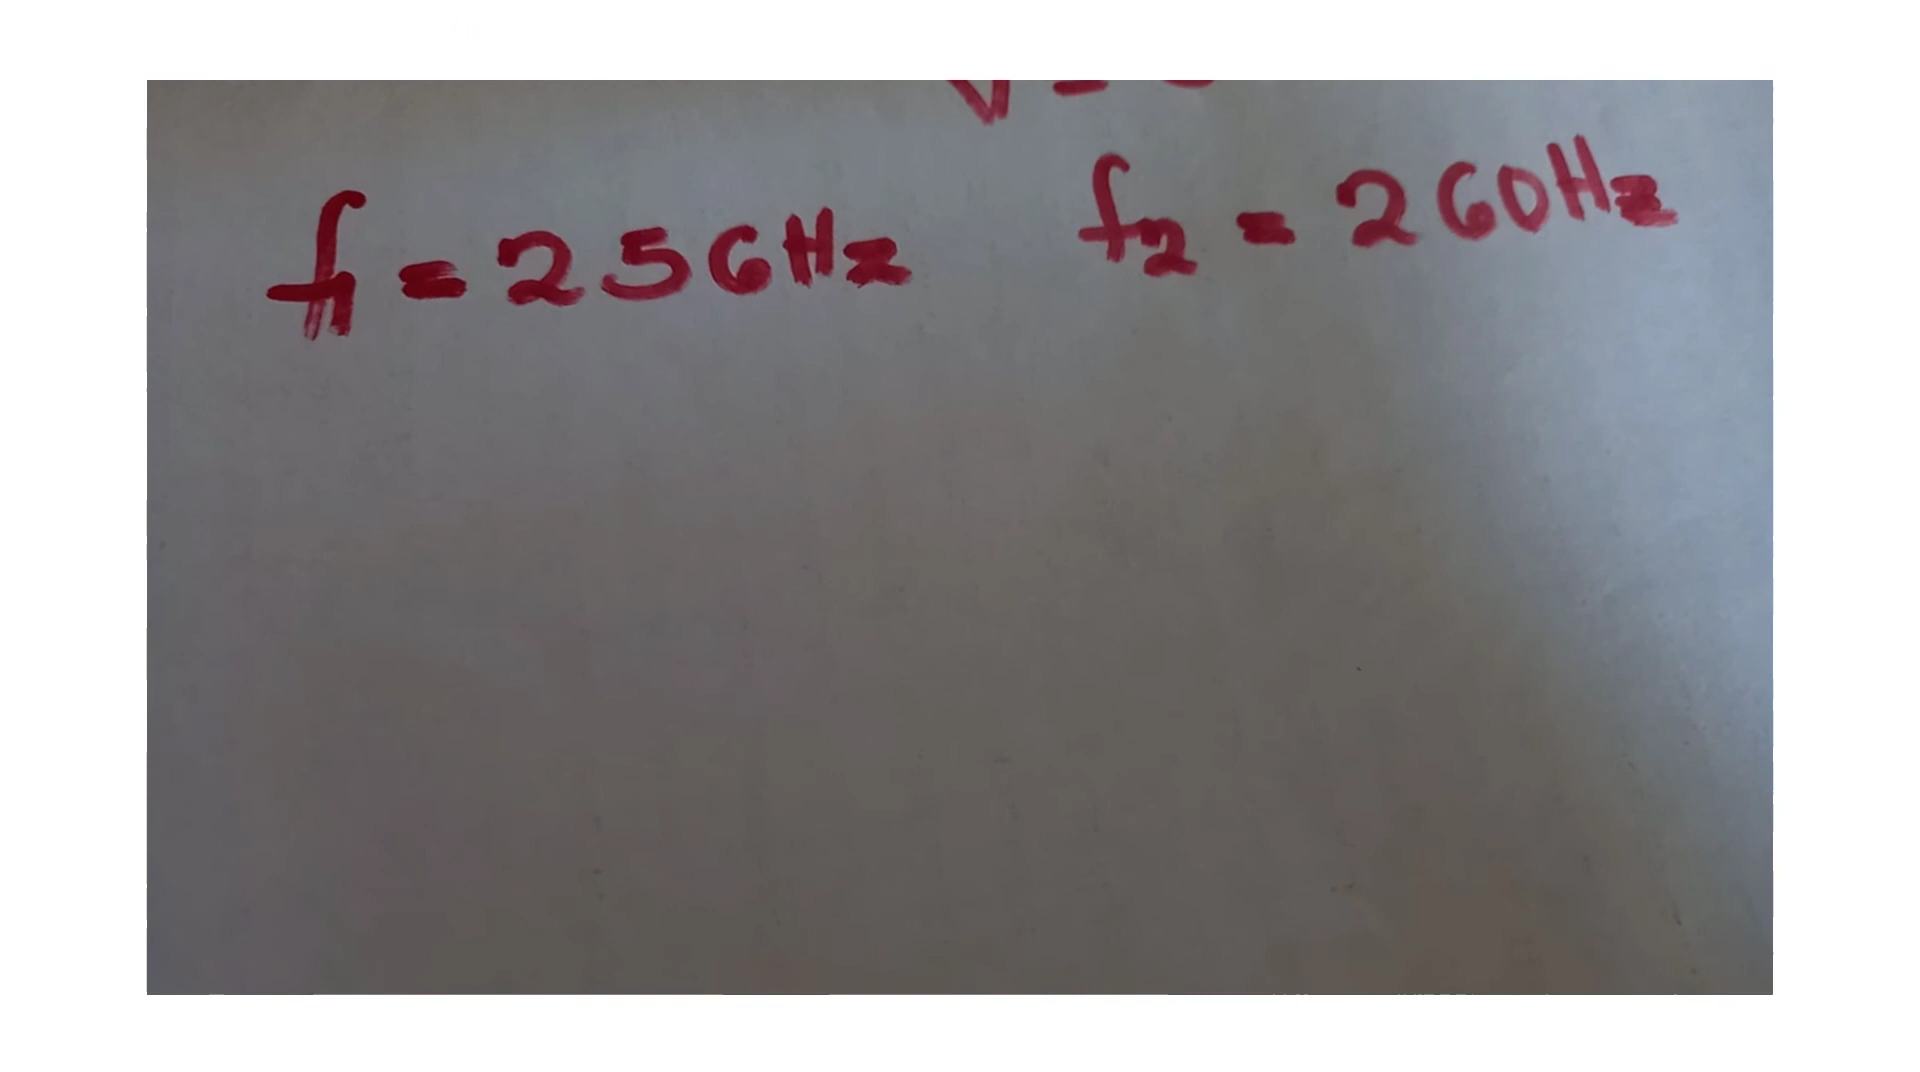 f1 = 256Hz f2 = 260Hz